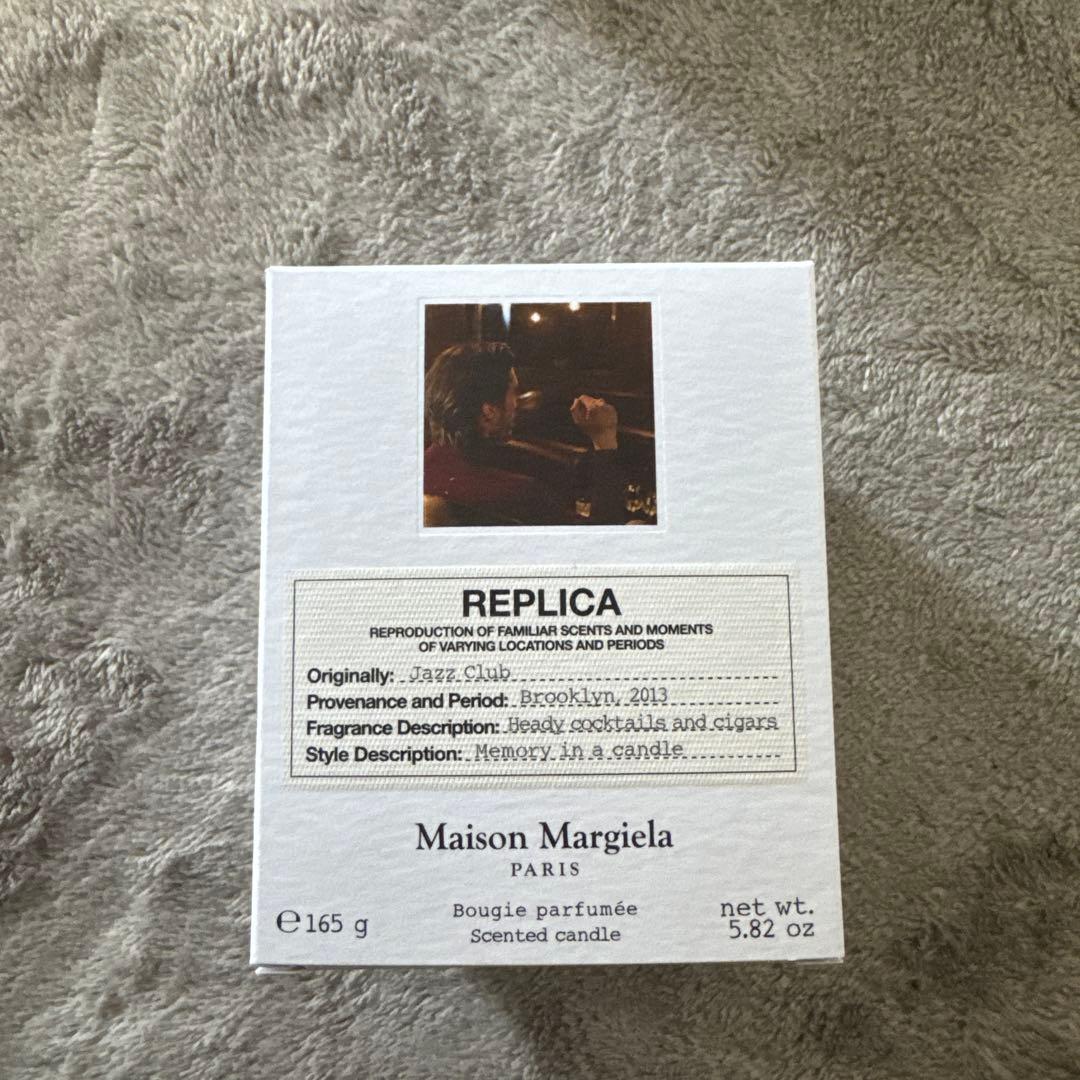 REPLICA
REPRODUCTION OF FAMILIAR SCENTS AND MOMENTS
OF VARYING LOCATIONS AND PERIODS
Originally: Jazz Club
Provenance and Period: Brooklyn, 2013
Fragrance Description: Heady cocktails and cigars
Style Description: Memory in a candle
Maison Margiela
PARIS
℮ 165 g
Bougie parfumée
Scented candle
net wt.
5.82 oz